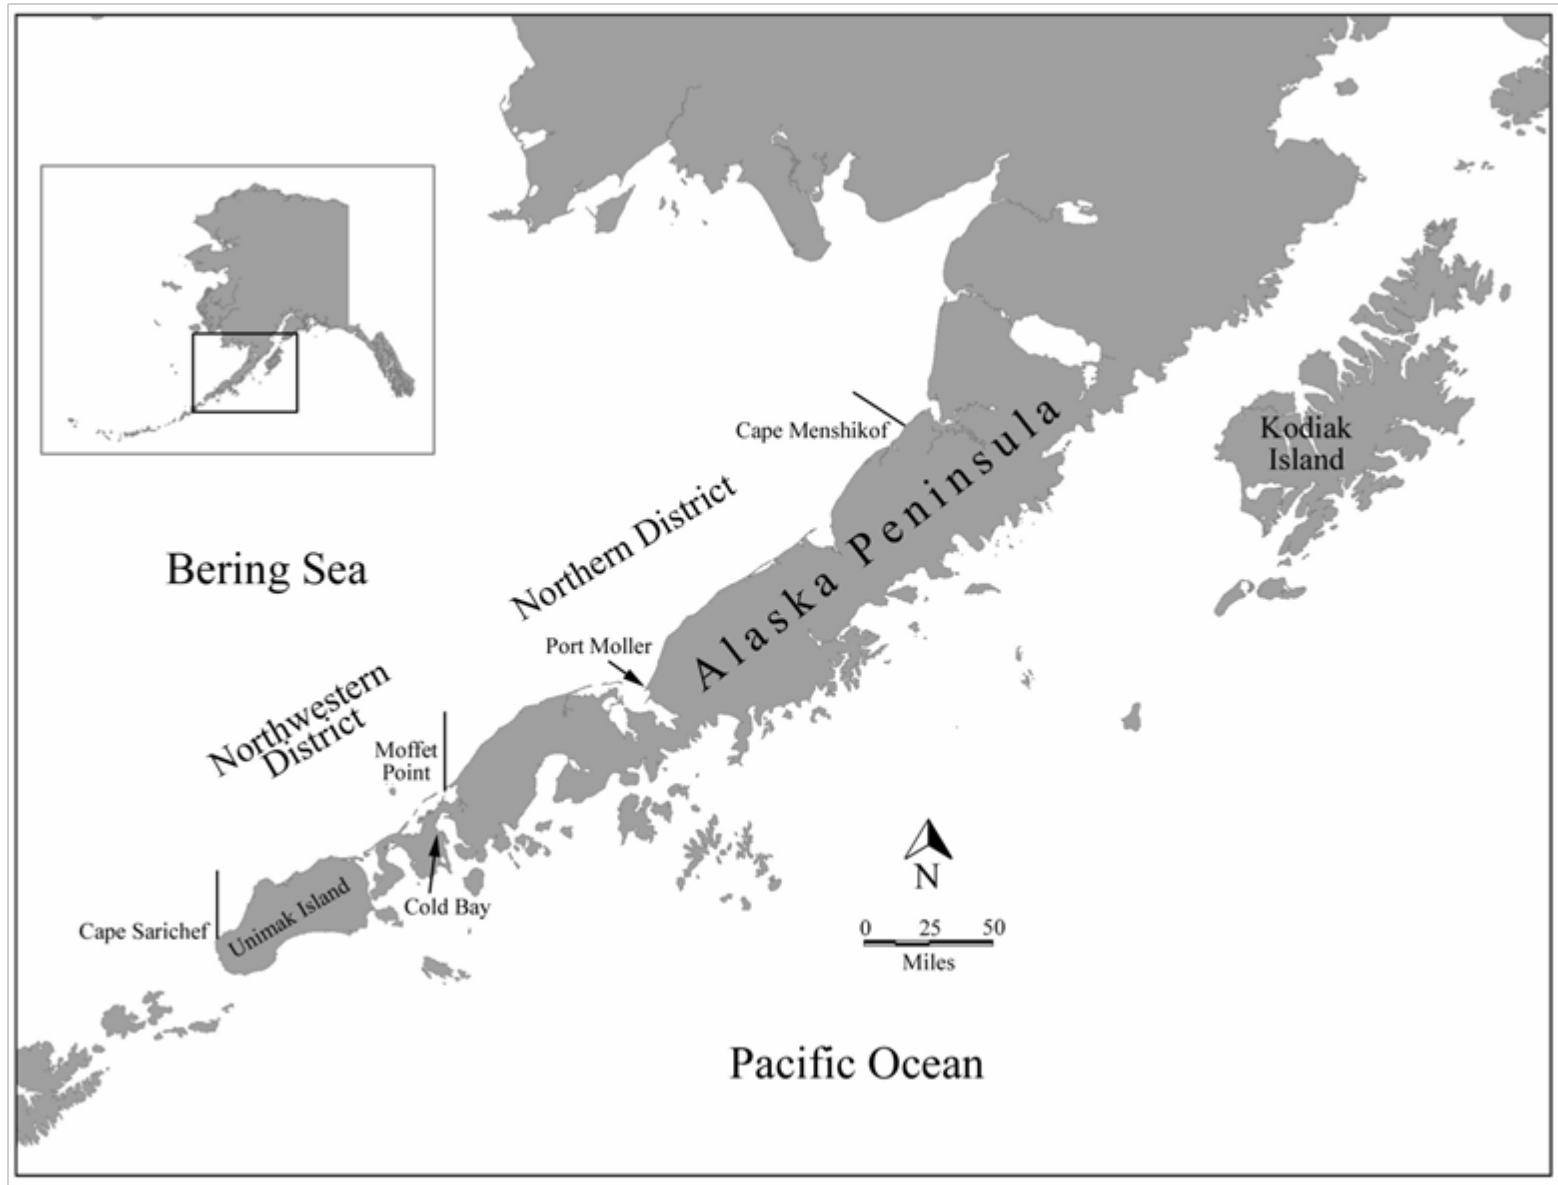 Cape Menshikof
Kodiak
Island
Alaska Peninsula
Northern District
Bering Sea
Port Moller
Northwestern
District
Moffet
Point
Cold Bay
Unimak Island
Cape Sarichef
N
0 25 50
Miles
Pacific Ocean